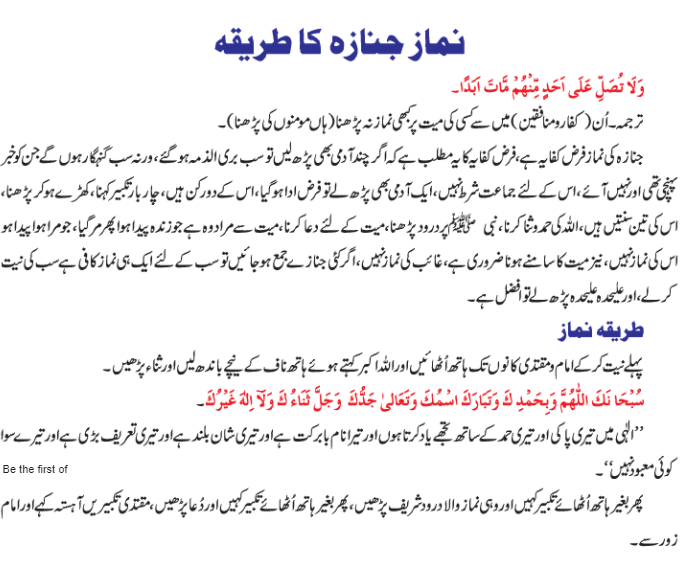 نماز جنازہ کا طریقہ
وَلَا تُصَلِّ عَلَى اَحَدٍ مِّنْهُمْ مَّاتَ اَبَدًا۔
ترجمہ۔اُن (کفار و منافقین) میں سے کسی کی میت پر کبھی نماز نہ پڑھنا (ہاں مومنوں کی پڑھنا)۔
جنازہ کی نماز فرض کفایہ ہے، فرض کفایہ کا یہ مطلب ہے کہ اگر چند آدمی بھی پڑھ لیں تو سب بری الذمہ ہو گئے، ورنہ سب گنہگار ہوں گے جن کو خبر
پہنچی تھی اور نہیں آئے، اس کے لئے جماعت شرط نہیں، ایک آدمی بھی پڑھ لے تو فرض ادا ہو گیا، اس کے دو رکن ہیں، چار بار تکبیر کہنا، کھڑے ہو کر پڑھنا،
اس کی تین سنتیں ہیں، اللہ کی حمد و ثنا کرنا، نبی ﷺ پر درود پڑھنا، میت کے لئے دعا کرنا، میت سے مراد وہ ہے جو زندہ پیدا ہوا پھر مر گیا، جو مرا ہوا پیدا ہو
اس کی نماز نہیں، نیز میت کا سامنے ہونا ضروری ہے، غائب کی نماز نہیں، اگر کئی جنازے جمع ہو جائیں تو سب کے لئے ایک ہی نماز کافی ہے سب کی نیت
کر لے، اور علیحدہ علیحدہ پڑھ لے تو افضل ہے۔
طریقہ نماز
پہلے نیت کر کے امام و مقتدی کانوں تک ہاتھ اُٹھائیں اور اللہ اکبر کہتے ہوئے ہاتھ ناف کے نیچے باندھ لیں اور ثناء پڑھیں۔
سُبْحَا نَكَ اللّٰهُمَّ وَبِحَمْدِ كَ وَتَبَارَكَ اسْمُكَ وَتَعَالىٰ جَدُّكَ وَجَلَّ ثَنَاءُ كَ وَلَآ اِلٰهَ غَيْرُكَ۔
’’الٰہی میں تیری پاکی اور تیری حمد کے ساتھ تجھے یاد کرتا ہوں اور تیرا نام بابرکت ہے اور تیری شان بلند ہے اور تیری تعریف بڑی ہے اور تیرے سوا
کوئی معبود نہیں‘‘۔
Be the first of
پھر بغیر ہاتھ اُٹھائے تکبیر کہیں اور وہی نماز والا درود شریف پڑھیں، پھر بغیر ہاتھ اُٹھائے تکبیر کہیں اور دُعا پڑھیں، مقتدی تکبیریں آہستہ کہے اور امام
زور سے۔